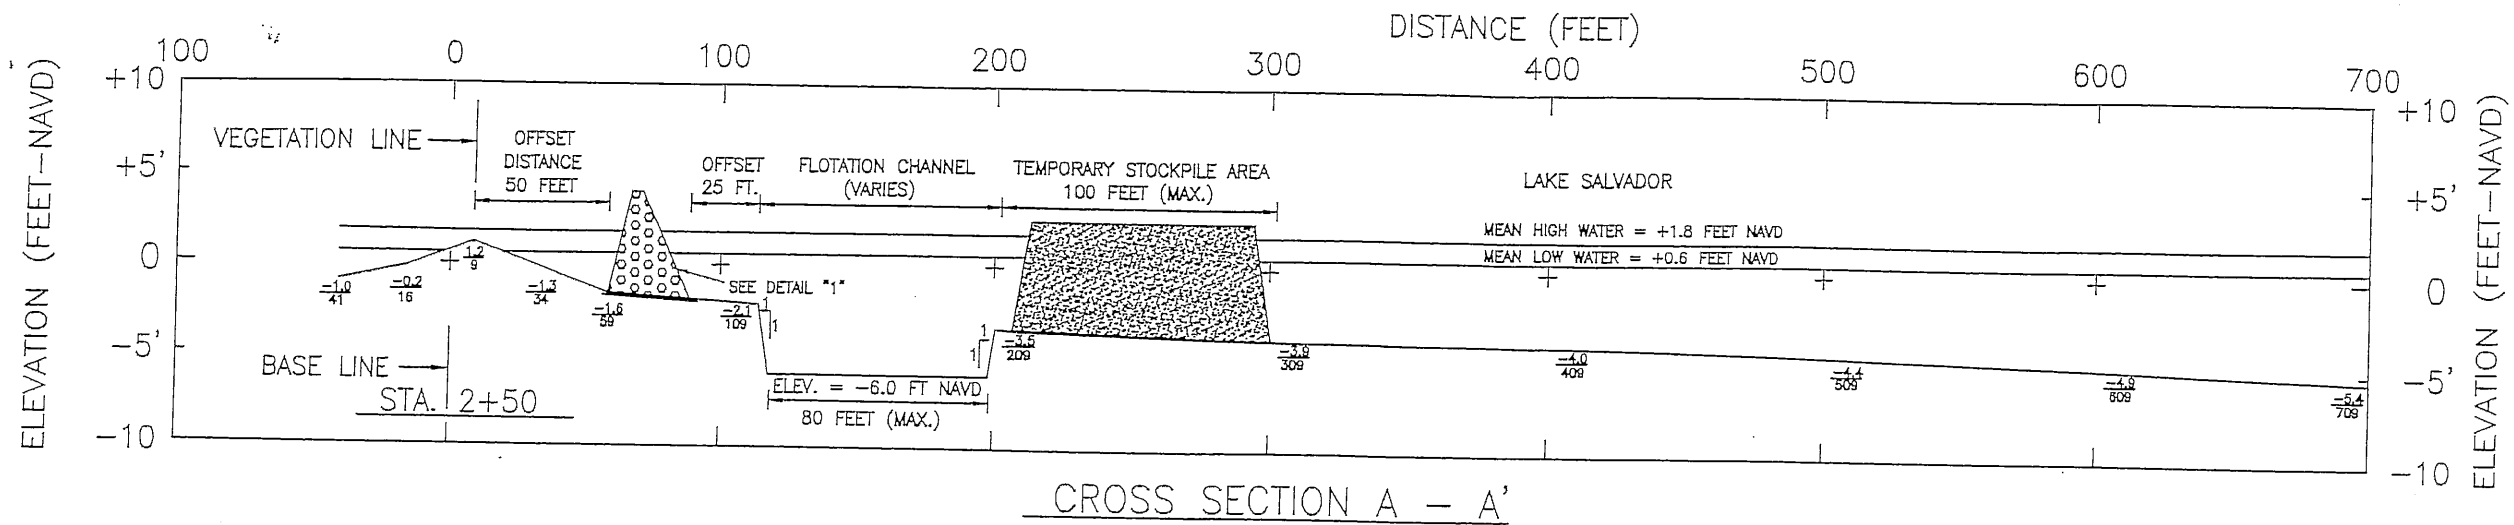 DISTANCE (FEET)
100 0 100 200 300 400 500 600 700
+10 +10
VEGETATION LINE
OFFSET
DISTANCE
50 FEET
OFFSET
25 FT.
FLOTATION CHANNEL
(VARIES)
TEMPORARY STOCKPILE AREA
100 FEET (MAX.)
LAKE SALVADOR
+5' +5'
MEAN HIGH WATER = +1.8 FEET NAVD
MEAN LOW WATER = +0.6 FEET NAVD
0 0
-1.0
41
-0.2
16
1.2
9
-1.3
34
-1.6
59
SEE DETAIL "1"
-2.1
109
1
1
1
1
-3.5
209
-3.9
309
-4.0
409
-4.4
509
-4.9
609
-5.4
709
-5' -5'
BASE LINE
STA. 2+50
ELEV. = -6.0 FT NAVD
80 FEET (MAX.)
-10 -10
ELEVATION (FEET-NAVD)
ELEVATION (FEET-NAVD)
CROSS SECTION A - A'